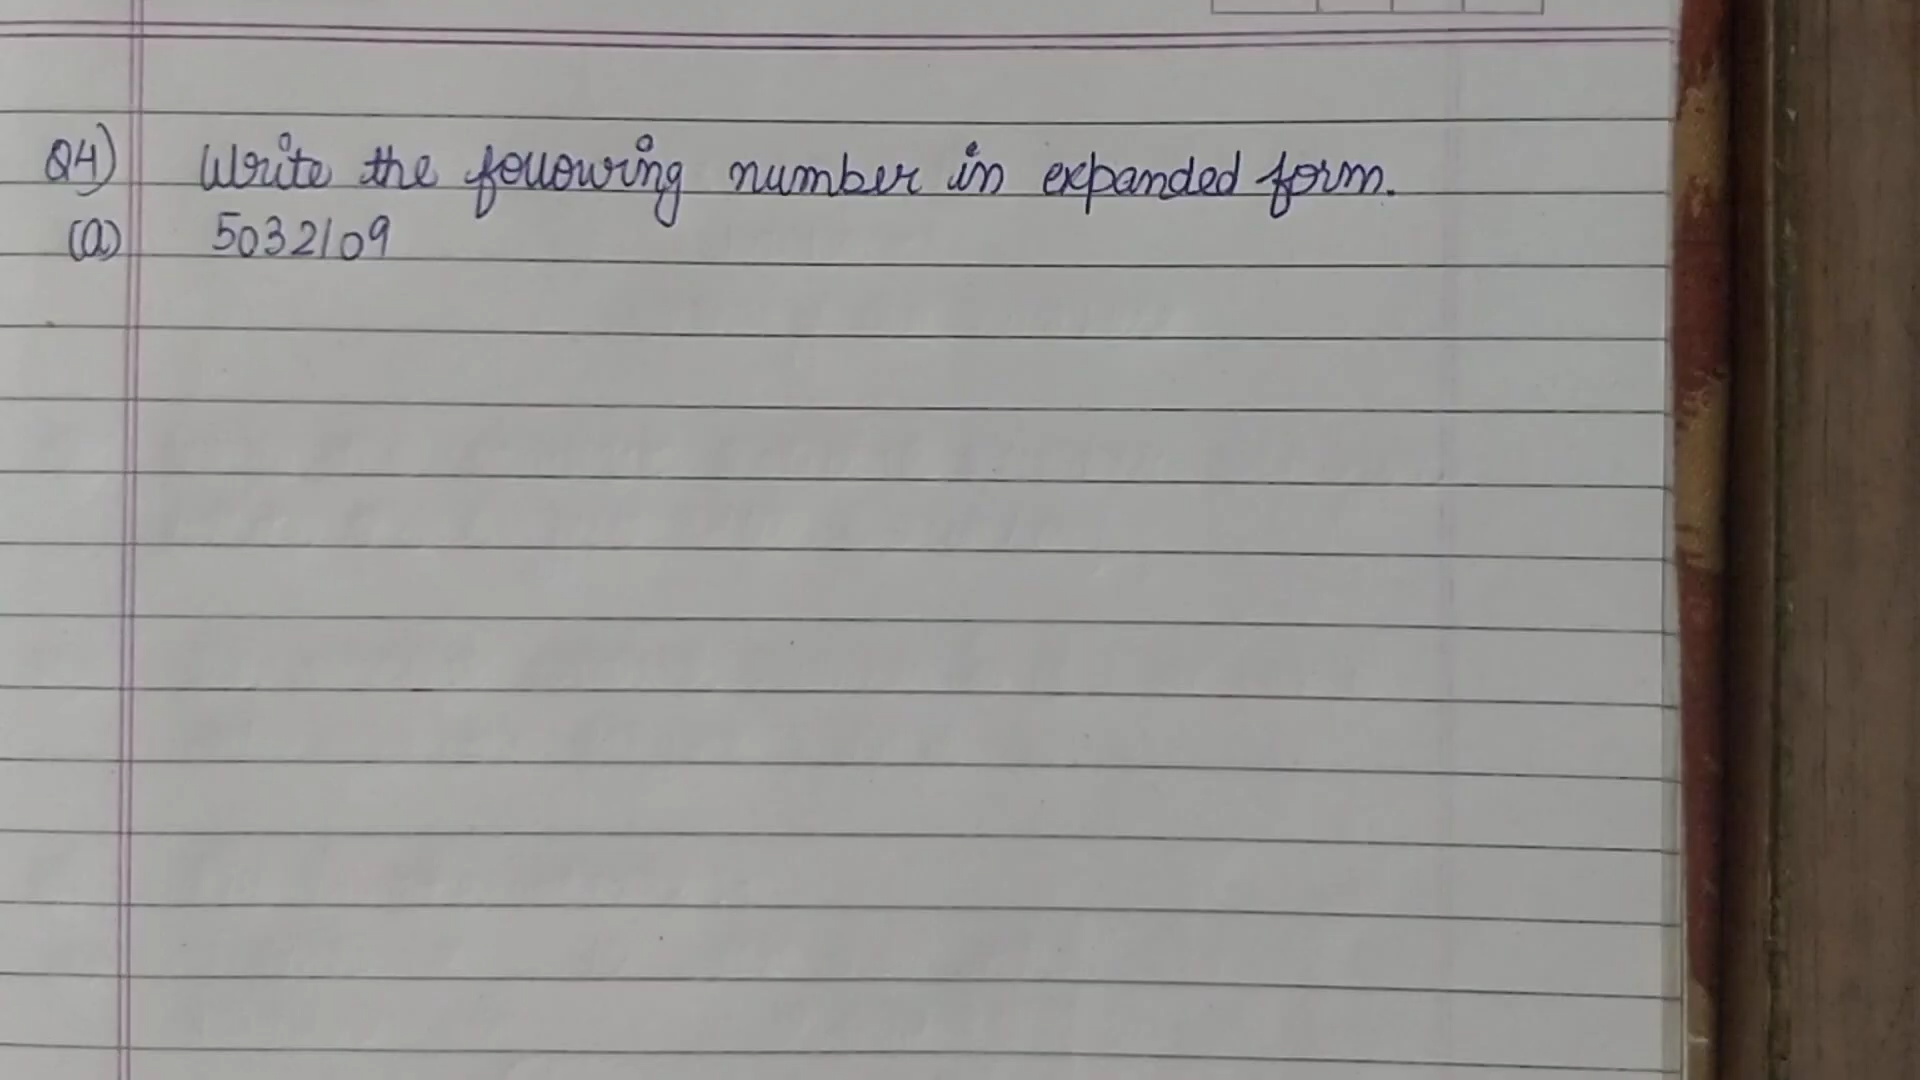 Q4) Write the following number in expanded form.
(a) 5032109